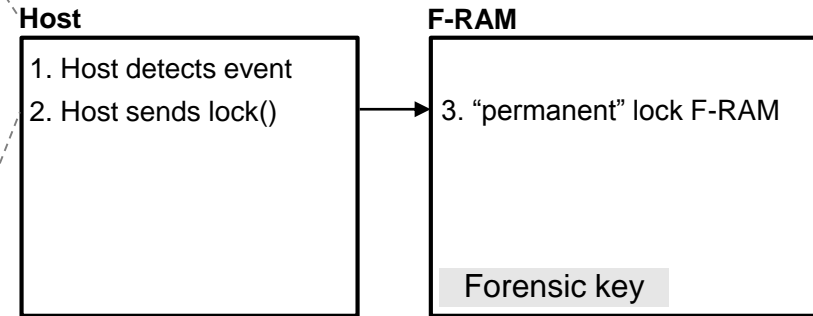 Host
1. Host detects event
2. Host sends lock()
F-RAM
3. “permanent” lock F-RAM
Forensic key